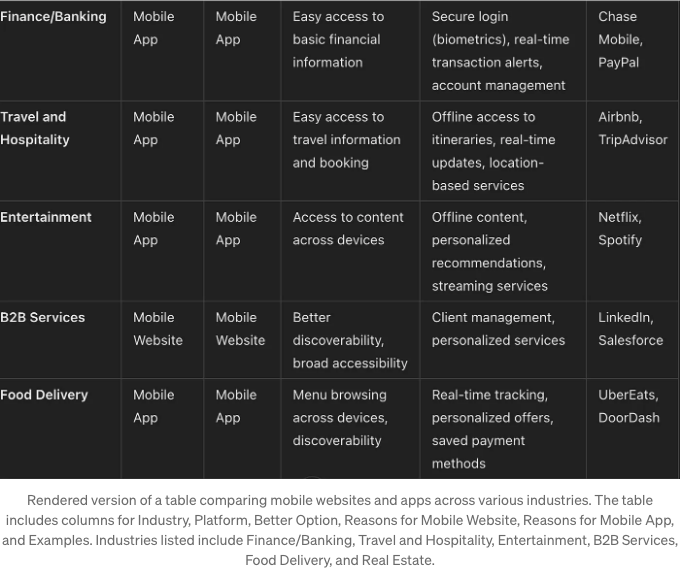 Finance/Banking Mobile Mobile Easy access to Secure login Chase
App App basic financial (biometrics), real-time Mobile,
information transaction alerts, PayPal
account management
Travel and Mobile Mobile Easy access to Offline access to Airbnb,
Hospitality App App travel information itineraries, real-time TripAdvisor
and booking updates, location-
based services
Entertainment Mobile Mobile Access to content Offline content, Netflix,
App App across devices personalized Spotify
recommendations,
streaming services
B2B Services Mobile Mobile Better Client management, LinkedIn,
Website Website discoverability, personalized services Salesforce
broad accessibility
Food Delivery Mobile Mobile Menu browsing Real-time tracking, UberEats,
App App across devices, personalized offers, DoorDash
discoverability saved payment
methods
Rendered version of a table comparing mobile websites and apps across various industries. The table
includes columns for Industry, Platform, Better Option, Reasons for Mobile Website, Reasons for Mobile App,
and Examples. Industries listed include Finance/Banking, Travel and Hospitality, Entertainment, B2B Services,
Food Delivery, and Real Estate.